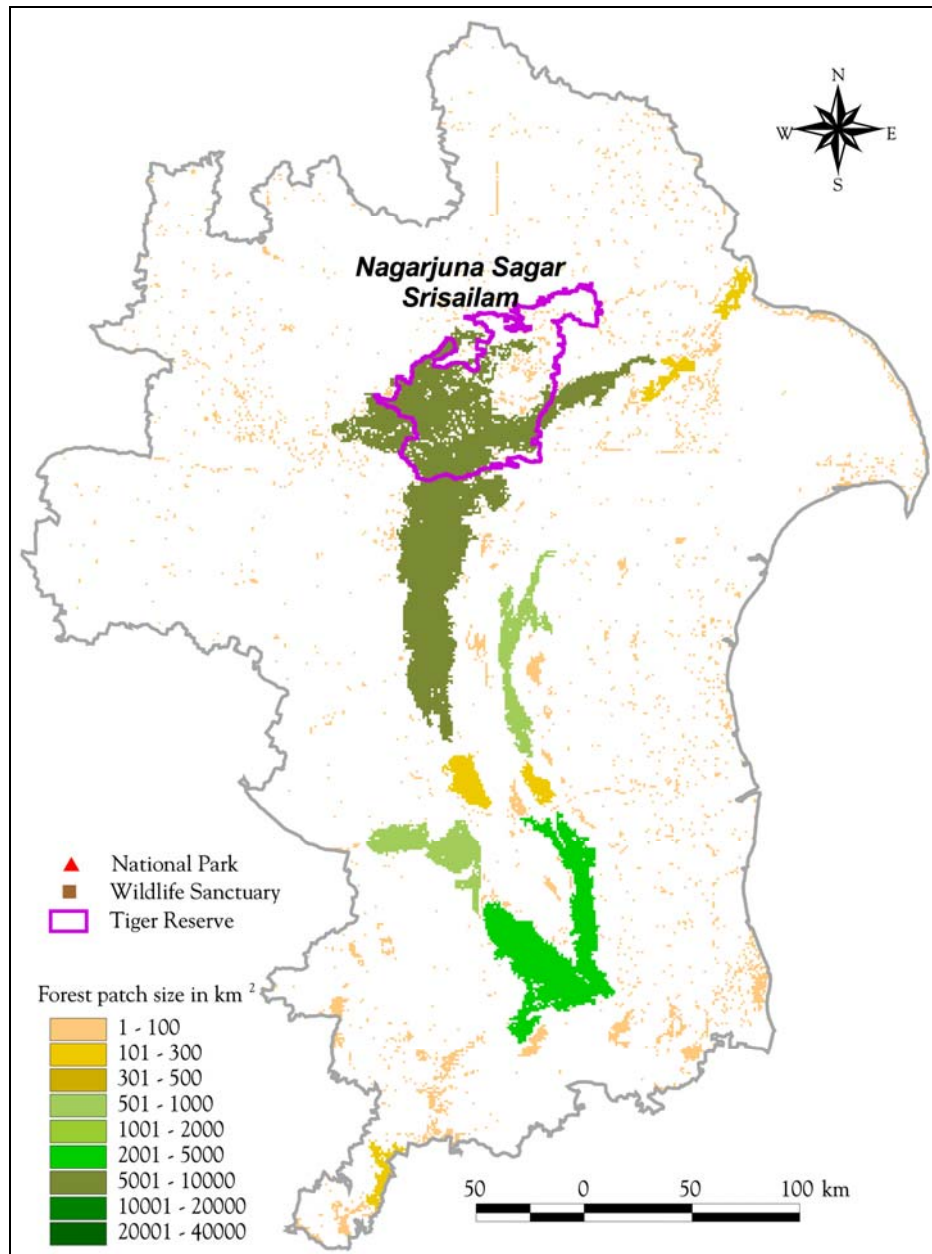 N
W E
S
Nagarjuna Sagar
Srisailam
National Park
Wildlife Sanctuary
Tiger Reserve
Forest patch size in km ²
1 - 100
101 - 300
301 - 500
501 - 1000
1001 - 2000
2001 - 5000
5001 - 10000
10001 - 20000
20001 - 40000
50 0 50 100 km